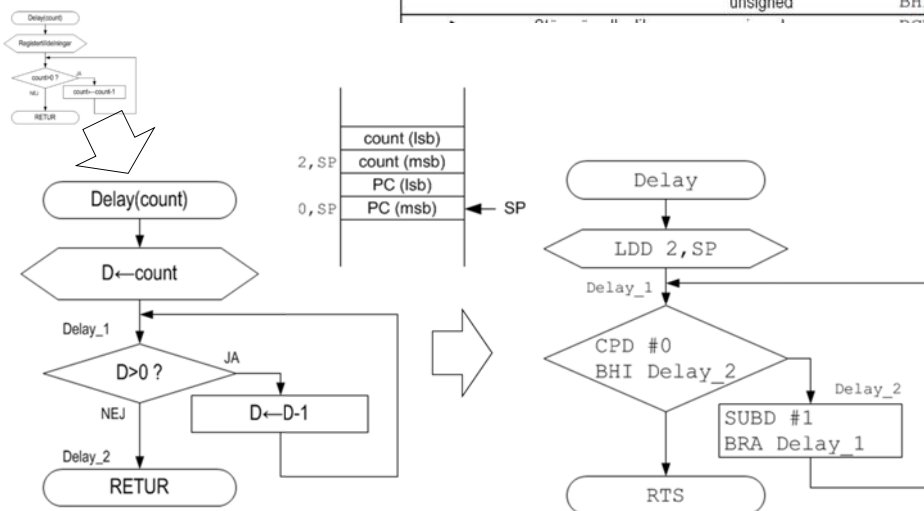 unsigned
BHI
Delay(count)
Registertilldelningar
count>0 ?
JA
count←count-1
NEJ
RETUR
count (lsb)
2,SP count (msb)
PC (lsb)
0,SP PC (msb) SP
Delay(count)
D←count
Delay_1
D>0 ?
JA
D←D-1
NEJ
Delay_2
RETUR
Delay
LDD 2,SP
Delay_1
CPD #0
BHI Delay_2
Delay_2
SUBD #1
BRA Delay_1
RTS